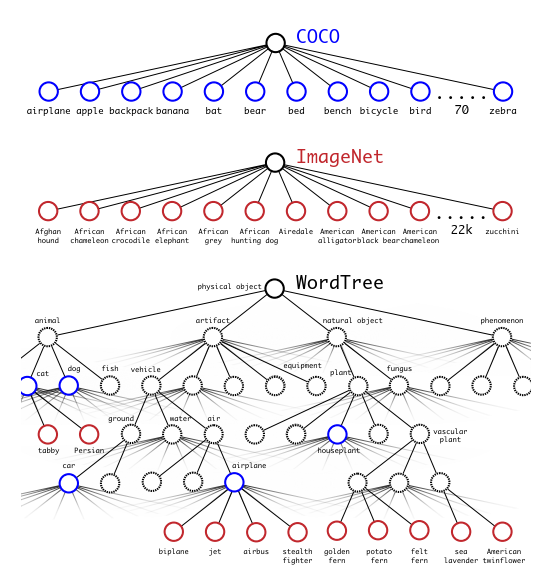 COCO
airplane apple backpack banana bat bear bed bench bicycle bird 70 zebra
ImageNet
Afghan African African African African African Airedale American American American 22k zucchini
hound chameleon crocodile elephant grey hunting dog alligator black bear chameleon
physical object WordTree
animal artifact natural object phenomenon
cat dog fish vehicle equipment plant fungus
ground water air vascular
plant
tabby Persian houseplant
car airplane
biplane jet airbus stealth golden potato felt sea American
fighter fern fern fern lavender twinflower